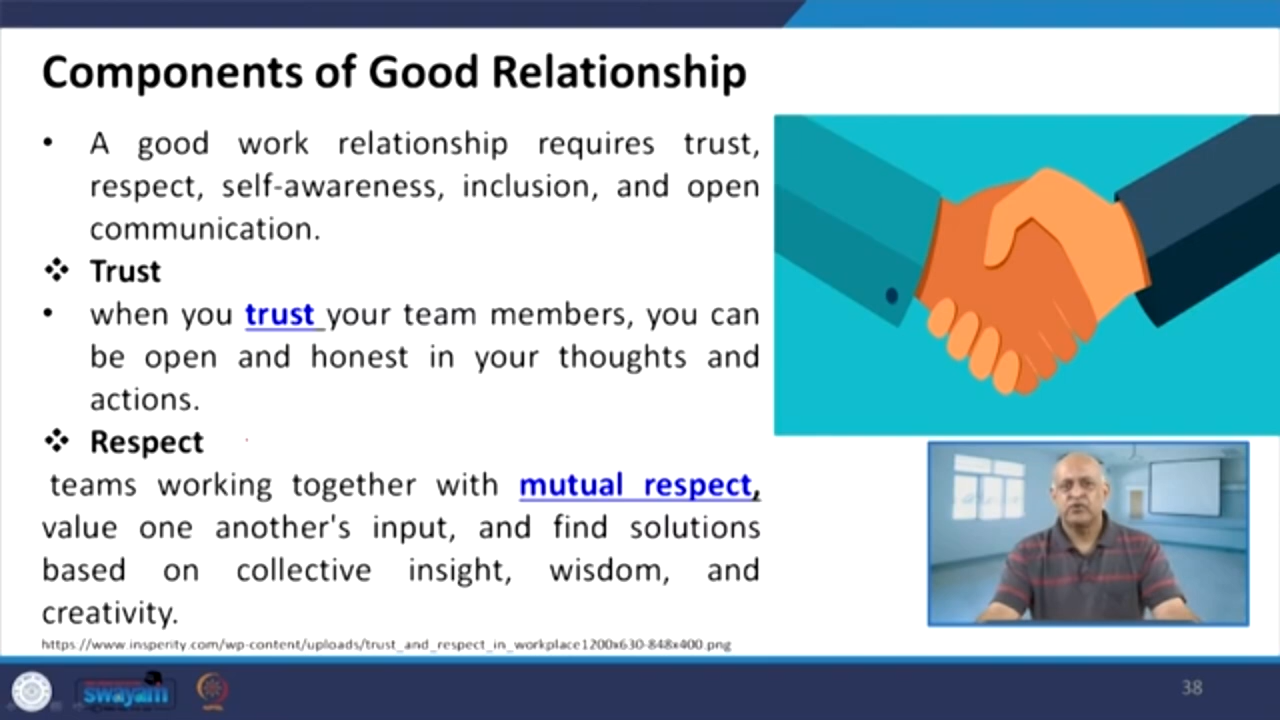 Components of Good Relationship
• A good work relationship requires trust,
respect, self-awareness, inclusion, and open
communication.
❖ Trust
• when you trust your team members, you can
be open and honest in your thoughts and
actions.
❖ Respect
teams working together with mutual respect,
value one another's input, and find solutions
based on collective insight, wisdom, and
creativity.
https://www.insperity.com/wp-content/uploads/trust_and_respect_in_workplace1200x630-848x400.png
swayam
38